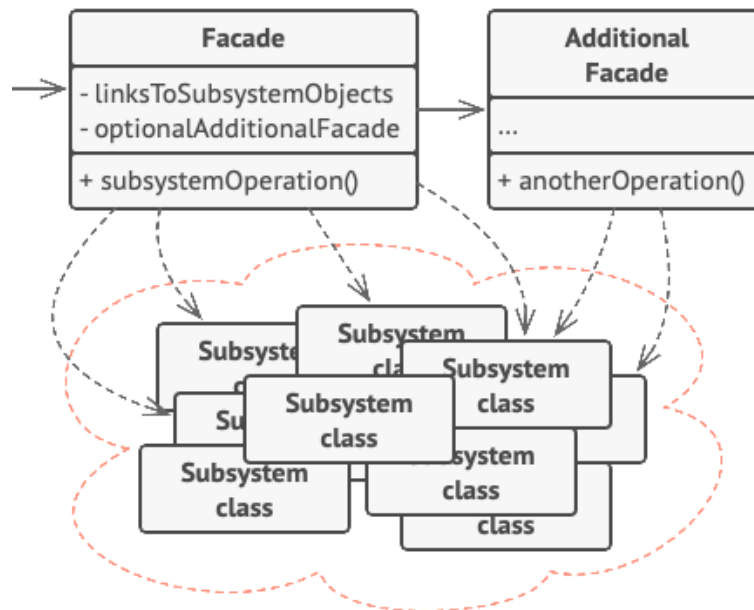 Facade
- linksToSubsystemObjects
- optionalAdditionalFacade
+ subsystemOperation()
Additional
Facade
...
+ anotherOperation()
Subsystem
class
Subsystem
class
Subsystem
class
Subsystem
class
Subsystem
class
Subsystem
class
class